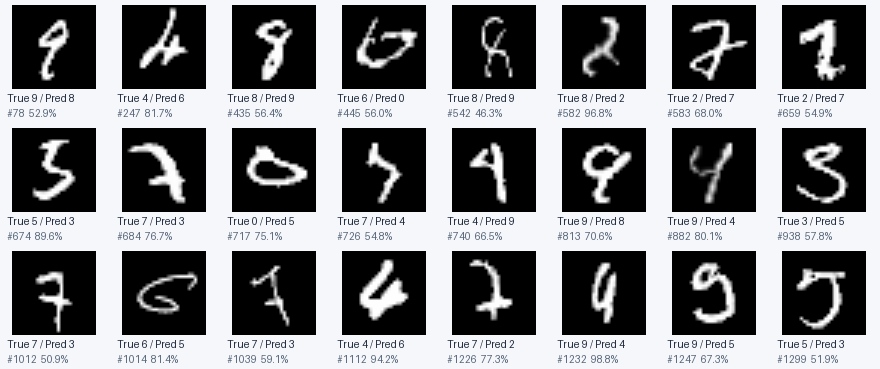 True 9 / Pred 8 True 4 / Pred 6 True 8 / Pred 9 True 6 / Pred 0 True 8 / Pred 9 True 8 / Pred 2 True 2 / Pred 7 True 2 / Pred 7
#78 52.9% #247 81.7% #435 56.4% #445 56.0% #542 46.3% #582 96.8% #583 68.0% #659 54.9%
True 5 / Pred 3 True 7 / Pred 3 True 0 / Pred 5 True 7 / Pred 4 True 4 / Pred 9 True 9 / Pred 8 True 9 / Pred 4 True 3 / Pred 5
#674 89.6% #684 76.7% #717 75.1% #726 54.8% #740 66.5% #813 70.6% #882 80.1% #938 57.8%
True 7 / Pred 3 True 6 / Pred 5 True 7 / Pred 3 True 4 / Pred 6 True 7 / Pred 2 True 9 / Pred 4 True 9 / Pred 5 True 5 / Pred 3
#1012 50.9% #1014 81.4% #1039 59.1% #1112 94.2% #1226 77.3% #1232 98.8% #1247 67.3% #1299 51.9%